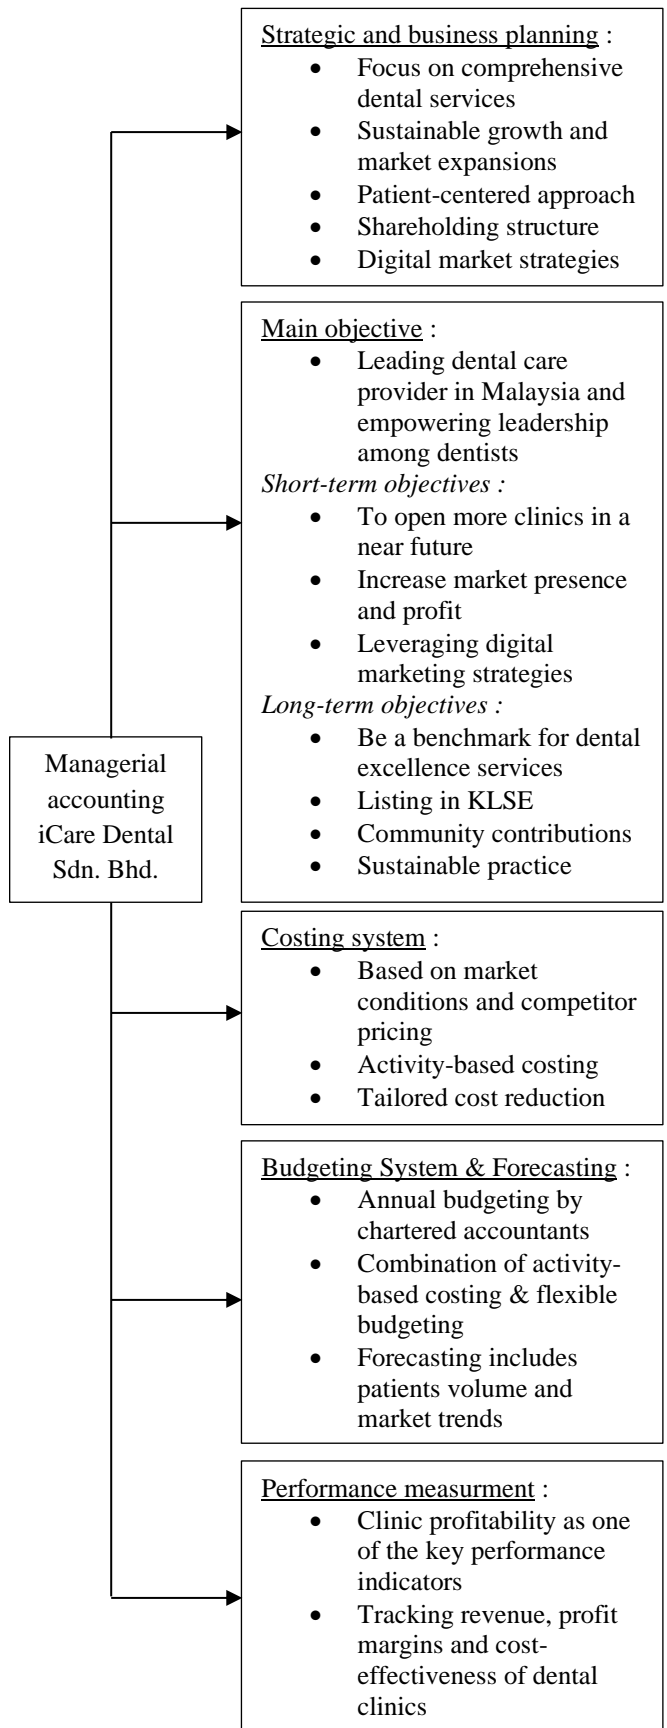 Strategic and business planning :
• Focus on comprehensive
dental services
• Sustainable growth and
market expansions
• Patient-centered approach
• Shareholding structure
• Digital market strategies
Main objective :
• Leading dental care
provider in Malaysia and
empowering leadership
among dentists
Short-term objectives :
• To open more clinics in a
near future
• Increase market presence
and profit
• Leveraging digital
marketing strategies
Long-term objectives :
• Be a benchmark for dental
excellence services
• Listing in KLSE
• Community contributions
• Sustainable practice
Managerial
accounting
iCare Dental
Sdn. Bhd.
Costing system :
• Based on market
conditions and competitor
pricing
• Activity-based costing
• Tailored cost reduction
Budgeting System & Forecasting :
• Annual budgeting by
chartered accountants
• Combination of activity-
based costing & flexible
budgeting
• Forecasting includes
patients volume and
market trends
Performance measurment :
• Clinic profitability as one
of the key performance
indicators
• Tracking revenue, profit
margins and cost-
effectiveness of dental
clinics